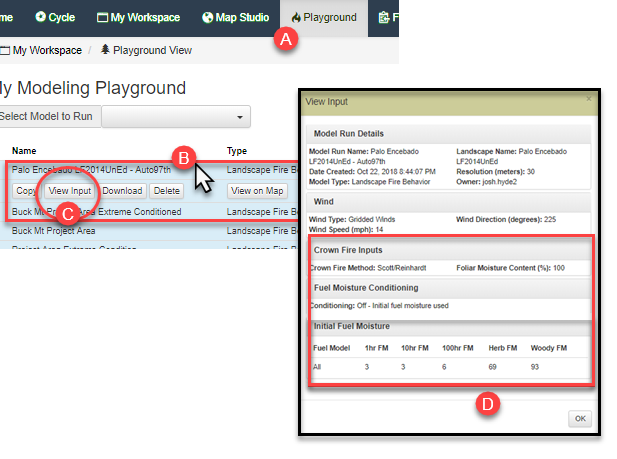 me Cycle My Workspace Map Studio Playground F
A
My Workspace / Playground View
y Modeling Playground
Select Model to Run
Name Type
B
Palo Encebado LF2014UnEd - Auto97th Landscape Fire Be
Copy View Input Download Delete View on Map
C
Buck Mt Project Area Extreme Conditioned Landscape Fire Be
Buck Mt Project Area Landscape Fire B
Project Area Extreme Condition Landscape Fire B
View Input ×
Model Run Details
Model Run Name: Palo Encebado Landscape Name: Palo Encebado
LF2014UnEd - Auto97th LF2014UnEd
Date Created: Oct 22, 2018 8:44:07 PM Resolution (meters): 30
Model Type: Landscape Fire Behavior Owner: josh.hyde2
Wind
Wind Type: Gridded Winds Wind Direction (degrees): 225
Wind Speed (mph): 14
Crown Fire Inputs
Crown Fire Method: Scott/Reinhardt Foliar Moisture Content (%): 100
Fuel Moisture Conditioning
Conditioning: Off - Initial fuel moisture used
Initial Fuel Moisture
Fuel Model 1hr FM 10hr FM 100hr FM Herb FM Woody FM
All 3 3 6 69 93
D
OK